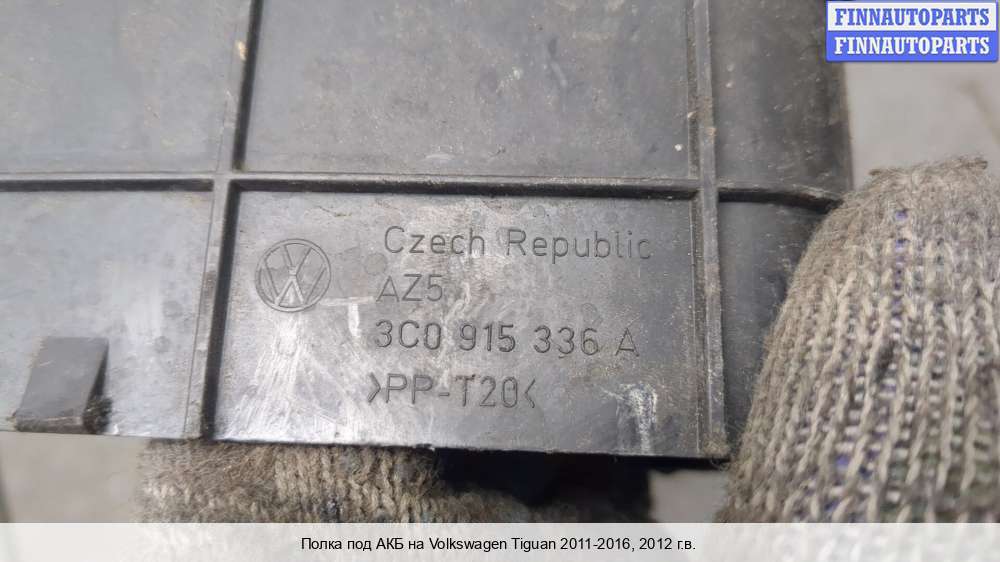 FINNAUTOPARTS
FINNAUTOPARTS
Czech Republic
AZ5
3C0 915 336 A
>PP-T20<
Полка под АКБ на Volkswagen Tiguan 2011-2016, 2012 г.в.